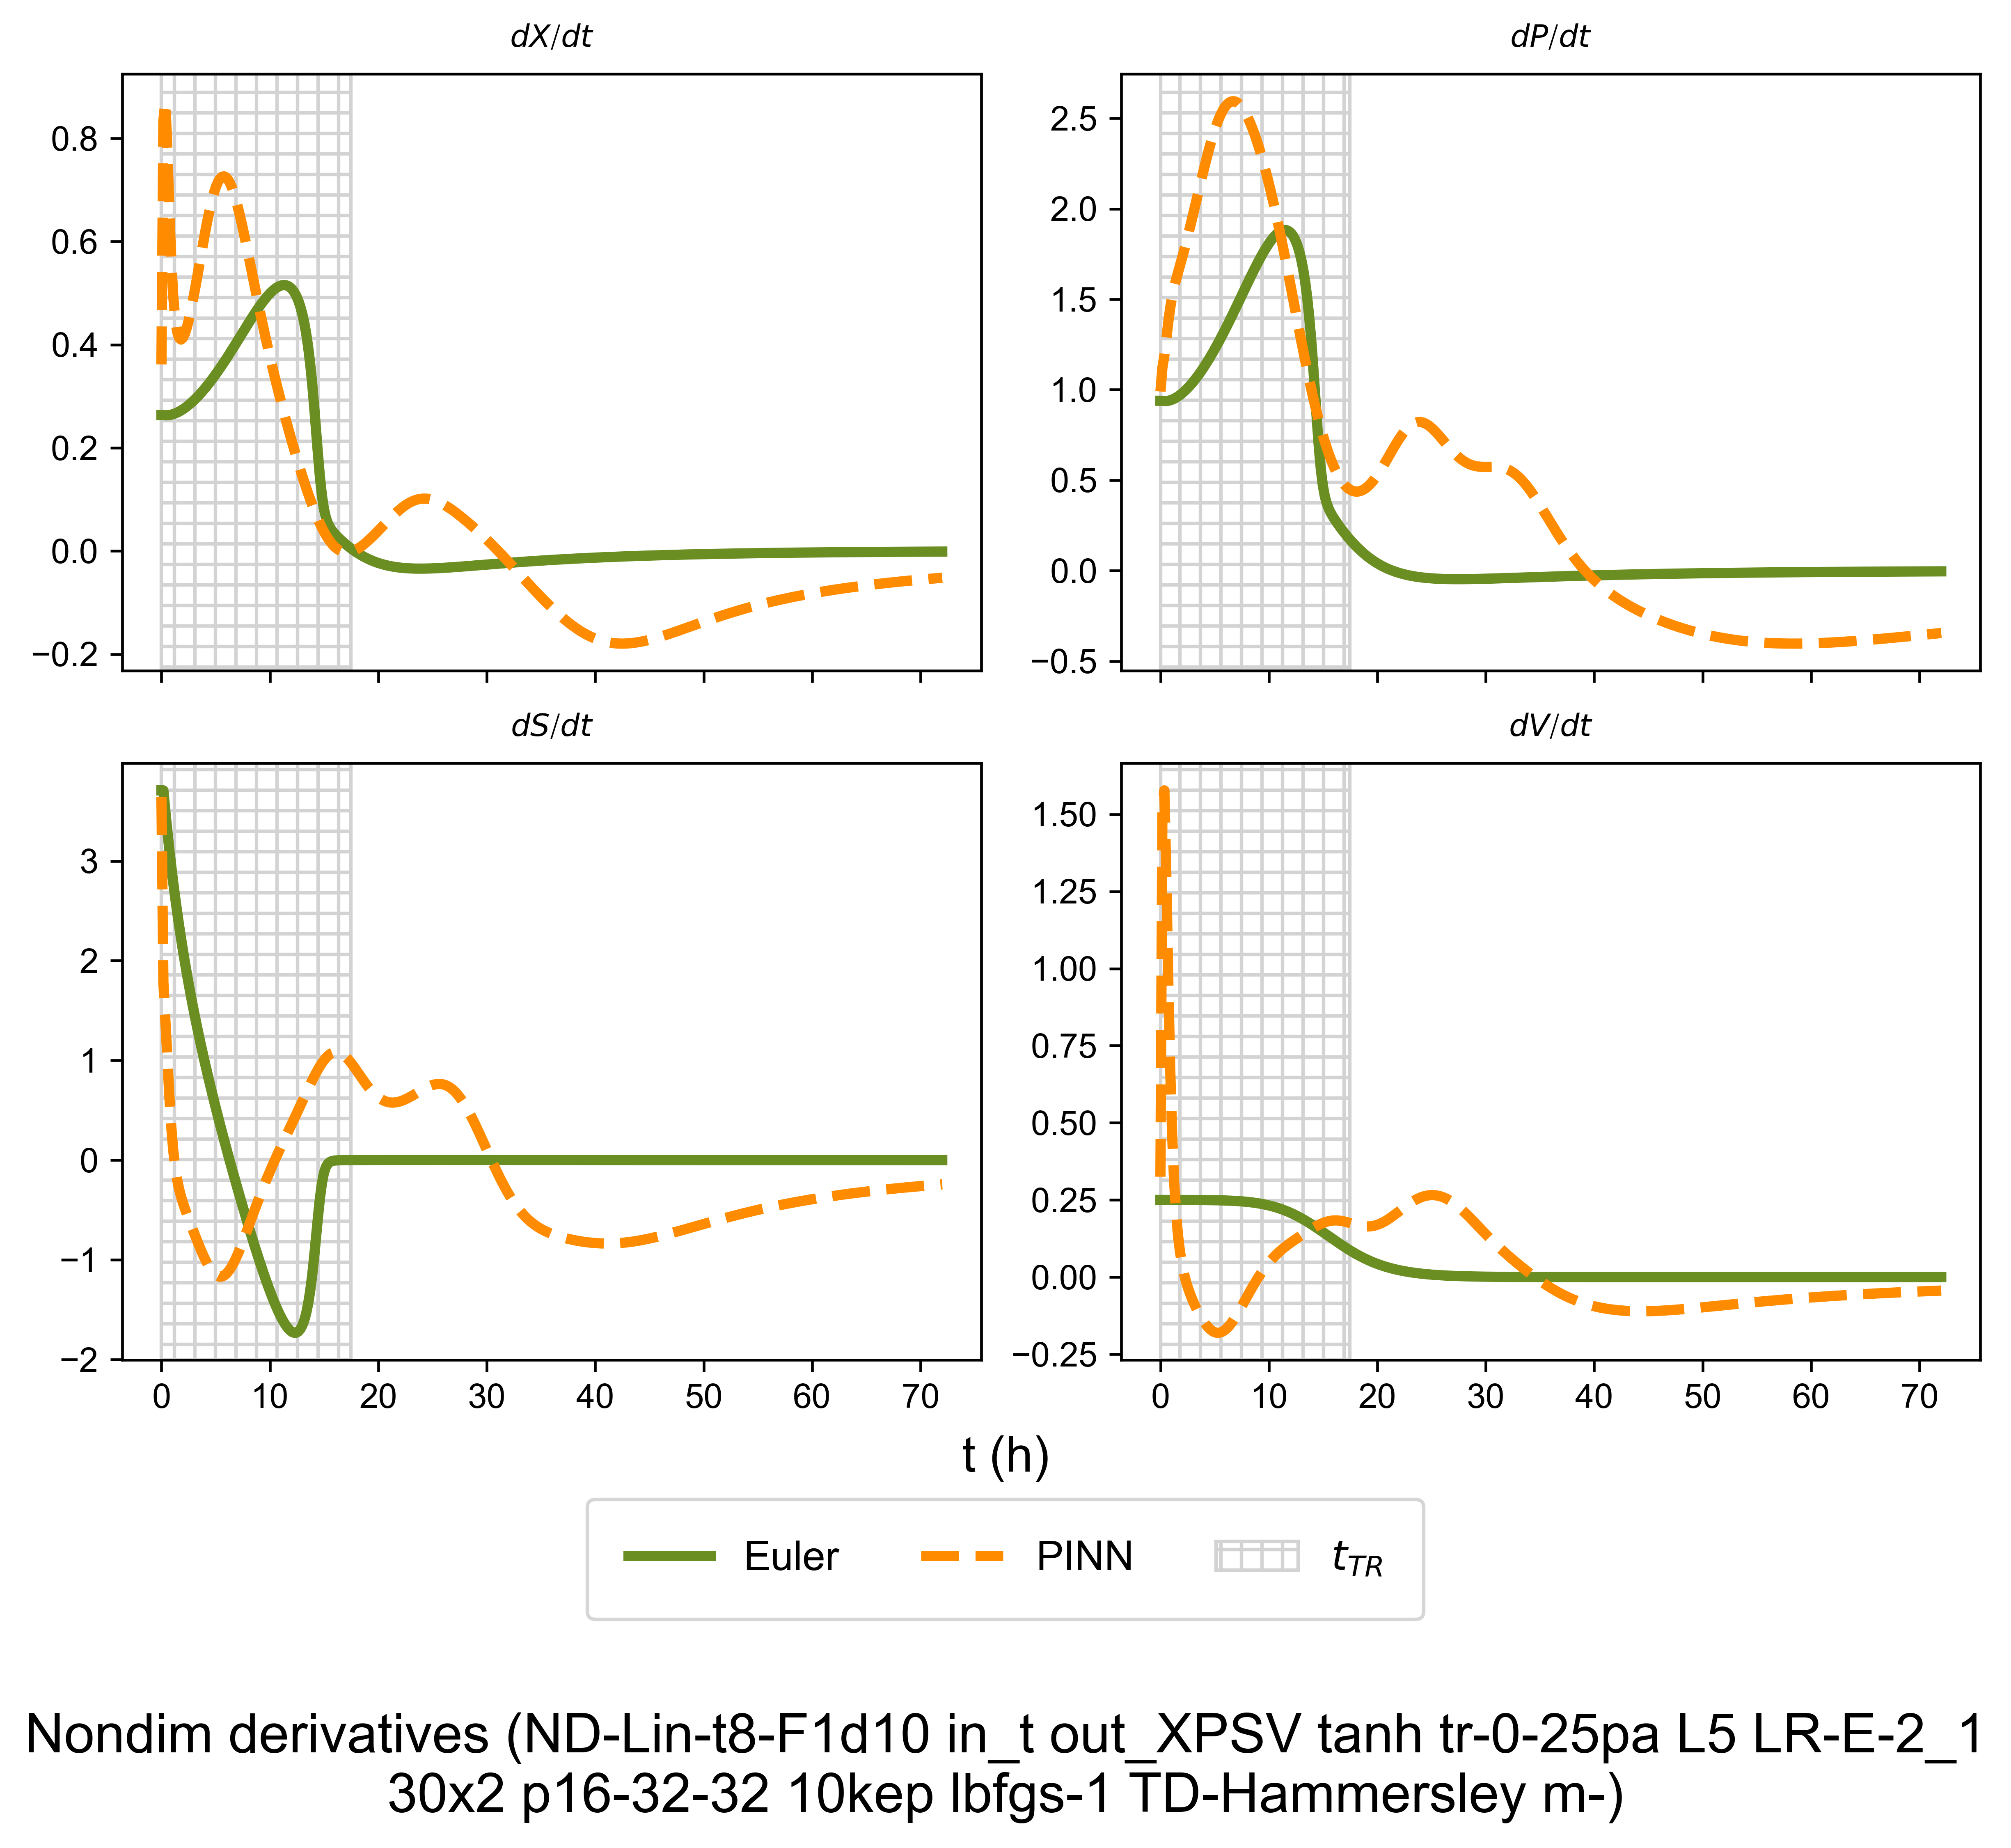 dX/dt
dP/dt
0.8
0.6
0.4
0.2
0.0
−0.2
2.5
2.0
1.5
1.0
0.5
0.0
−0.5
dS/dt
dV/dt
3
2
1
0
−1
−2
1.50
1.25
1.00
0.75
0.50
0.25
0.00
−0.25
0 10 20 30 40 50 60 70
0 10 20 30 40 50 60 70
t (h)
Euler PINN t_TR
Nondim derivatives (ND-Lin-t8-F1d10 in_t out_XPSV tanh tr-0-25pa L5 LR-E-2_1
30x2 p16-32-32 10kep lbfgs-1 TD-Hammersley m-)